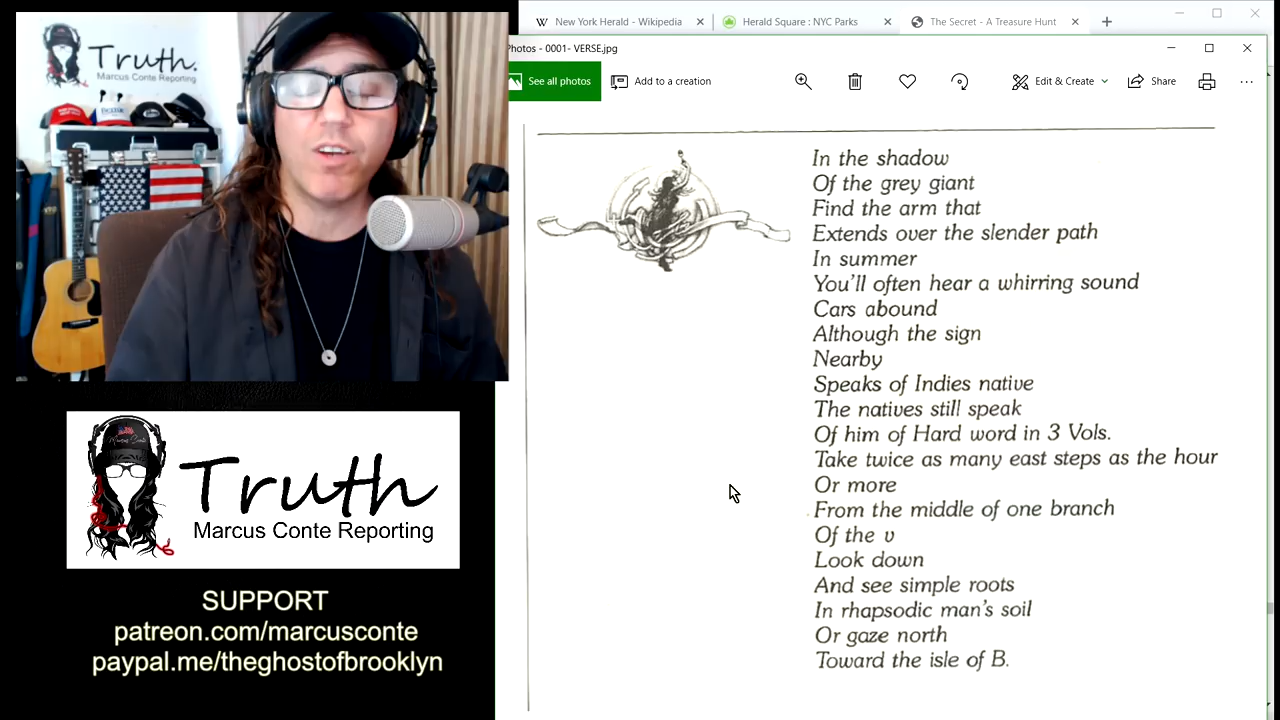 New York Herald - Wikipedia
Herald Square : NYC Parks
The Secret - A Treasure Hunt
Photos - 0001- VERSE.jpg
See all photos
Add to a creation
Edit & Create
Share
Truth.
Marcus Conte Reporting
In the shadow
Of the grey giant
Find the arm that
Extends over the slender path
In summer
You'll often hear a whirring sound
Cars abound
Although the sign
Nearby
Speaks of Indies native
The natives still speak
Of him of Hard word in 3 Vols.
Take twice as many east steps as the hour
Or more
From the middle of one branch
Of the v
Look down
And see simple roots
In rhapsodic man's soil
Or gaze north
Toward the isle of B.
Truth
Marcus Conte Reporting
SUPPORT
patreon.com/marcusconte
paypal.me/theghostofbrooklyn